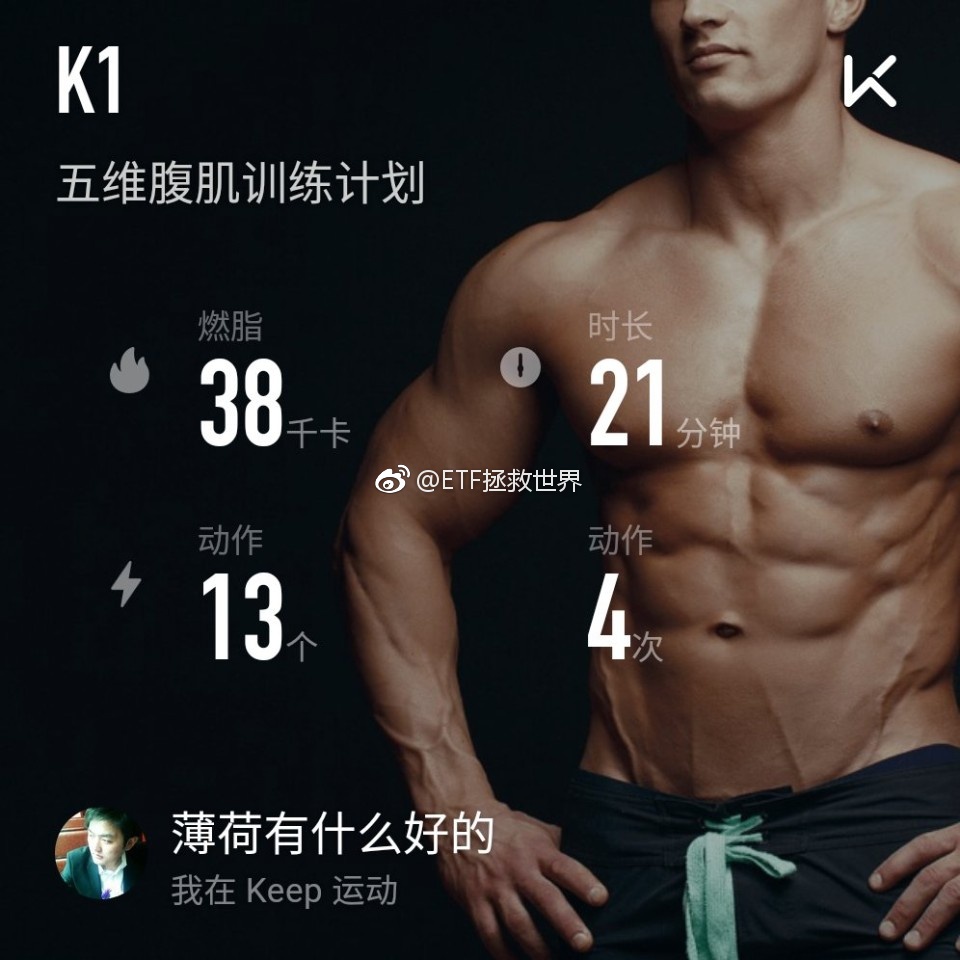 K1
五维腹肌训练计划
燃脂
38千卡
时长
21分钟
@ETF拯救世界
动作
13个
动作
4次
薄荷有什么好的
我在 Keep 运动